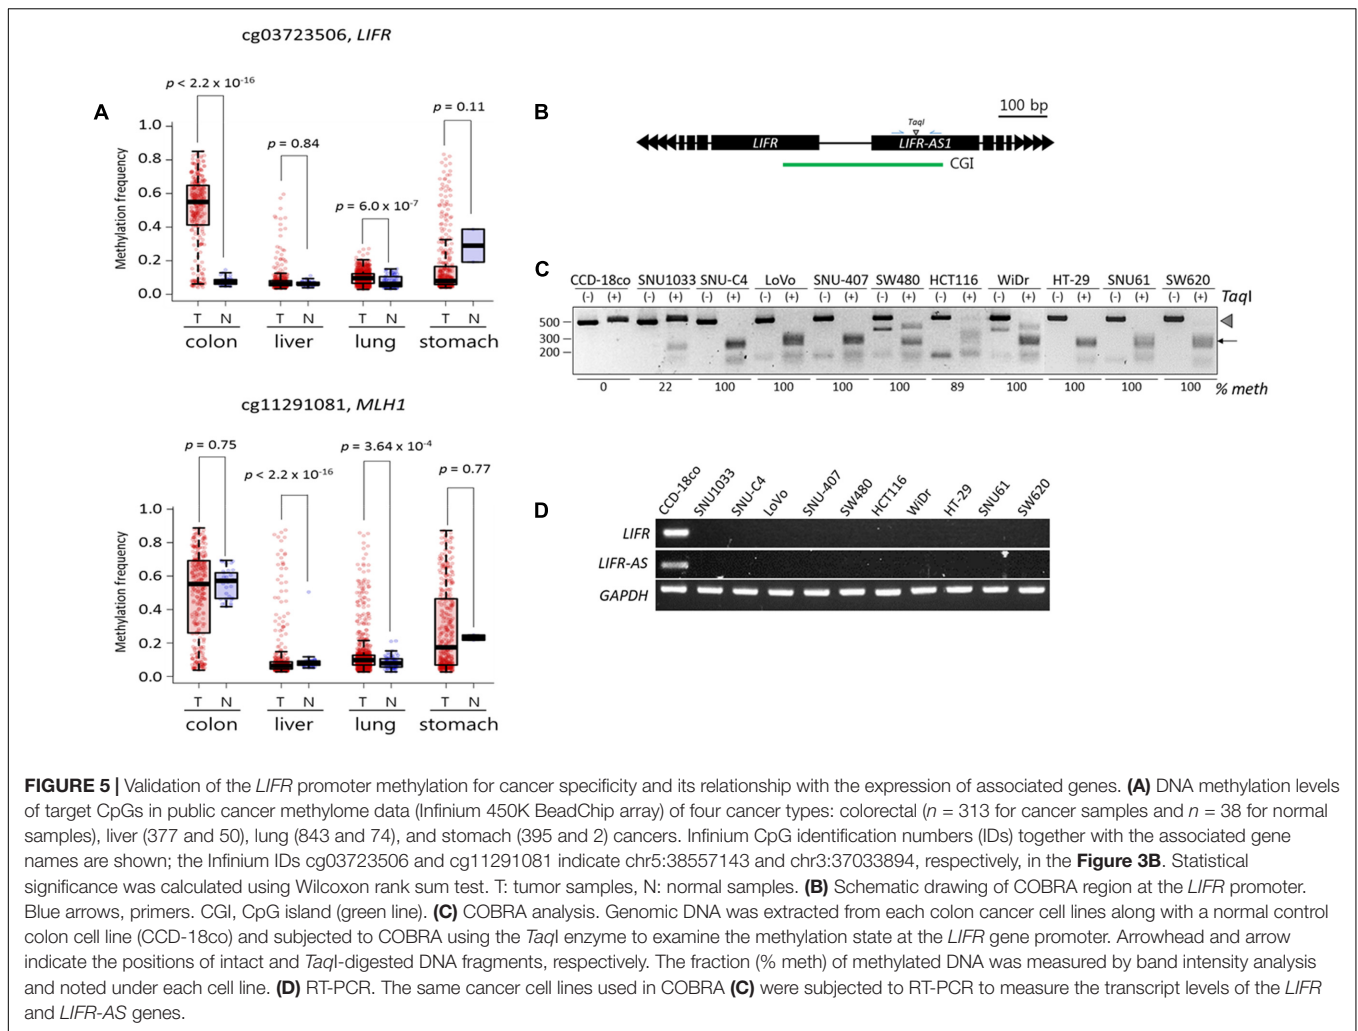 cg03723506, LIFR
A
p < 2.2 x 10-16
p = 0.84
p = 6.0 x 10-7
p = 0.11
Methylation frequency
1.0
0.8
0.6
0.4
0.2
0.0
T N T N T N T N
colon liver lung stomach
cg11291081, MLH1
p = 0.75
p < 2.2 x 10-16
p = 3.64 x 10-4
p = 0.77
Methylation frequency
1.0
0.8
0.6
0.4
0.2
0.0
T N T N T N T N
colon liver lung stomach
B
100 bp
TaqI
LIFR LIFR-AS1
CGI
C
CCD-18co SNU1033 SNU-C4 LoVo SNU-407 SW480 HCT116 WiDr HT-29 SNU61 SW620
(-) (+) (-) (+) (-) (+) (-) (+) (-) (+) (-) (+) (-) (+) (-) (+) (-) (+) (-) (+) (-) (+) TaqI
500
300
200
0 22 100 100 100 100 89 100 100 100 100 % meth
D
CCD-18co SNU1033 SNU-C4 LoVo SNU-407 SW480 HCT116 WiDr HT-29 SNU61 SW620
LIFR
LIFR-AS
GAPDH
FIGURE 5 | Validation of the LIFR promoter methylation for cancer specificity and its relationship with the expression of associated genes. (A) DNA methylation levels
of target CpGs in public cancer methylome data (Infinium 450K BeadChip array) of four cancer types: colorectal (n = 313 for cancer samples and n = 38 for normal
samples), liver (377 and 50), lung (843 and 74), and stomach (395 and 2) cancers. Infinium CpG identification numbers (IDs) together with the associated gene
names are shown; the Infinium IDs cg03723506 and cg11291081 indicate chr5:38557143 and chr3:37033894, respectively, in the Figure 3B. Statistical
significance was calculated using Wilcoxon rank sum test. T: tumor samples, N: normal samples. (B) Schematic drawing of COBRA region at the LIFR promoter.
Blue arrows, primers. CGI, CpG island (green line). (C) COBRA analysis. Genomic DNA was extracted from each colon cancer cell lines along with a normal control
colon cell line (CCD-18co) and subjected to COBRA using the TaqI enzyme to examine the methylation state at the LIFR gene promoter. Arrowhead and arrow
indicate the positions of intact and TaqI-digested DNA fragments, respectively. The fraction (% meth) of methylated DNA was measured by band intensity analysis
and noted under each cell line. (D) RT-PCR. The same cancer cell lines used in COBRA (C) were subjected to RT-PCR to measure the transcript levels of the LIFR
and LIFR-AS genes.